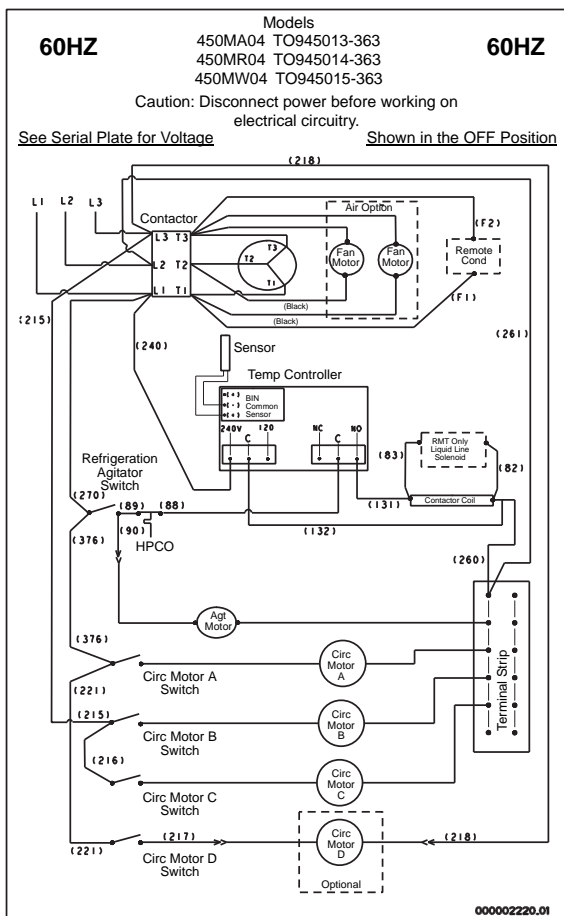 Models
60HZ
450MA04 TO945013-363
450MR04 TO945014-363
450MW04 TO945015-363
60HZ
Caution: Disconnect power before working on
electrical circuitry.
See Serial Plate for Voltage
Shown in the OFF Position
(218)
L1 L2 L3
Contactor
Air Option
L3 T3
T3
(F2)
L2 T2
T2
Fan
Motor
Fan
Motor
Remote
Cond
L1 T1
T1
(Black)
(F1)
(215)
(Black)
(240)
(261)
Sensor
Temp Controller
(+) BIN
(-) Common
(+) Sensor
240V C 120
NC C NO
RMT Only
Liquid Line
Solenoid
(83)
(82)
Refrigeration
Agitator
Switch
(270)
(89)
(88)
(131)
Contactor Coil
(376)
(90)
HPCO
(132)
(260)
Agt
Motor
(376)
Circ
Motor
A
(221)
Circ Motor A
Switch
Terminal Strip
(215)
Circ
Motor
B
Circ Motor B
Switch
(216)
Circ
Motor
C
Circ Motor C
Switch
(221)
(217)
Circ
Motor
D
(218)
Circ Motor D
Switch
Optional
000002220.01